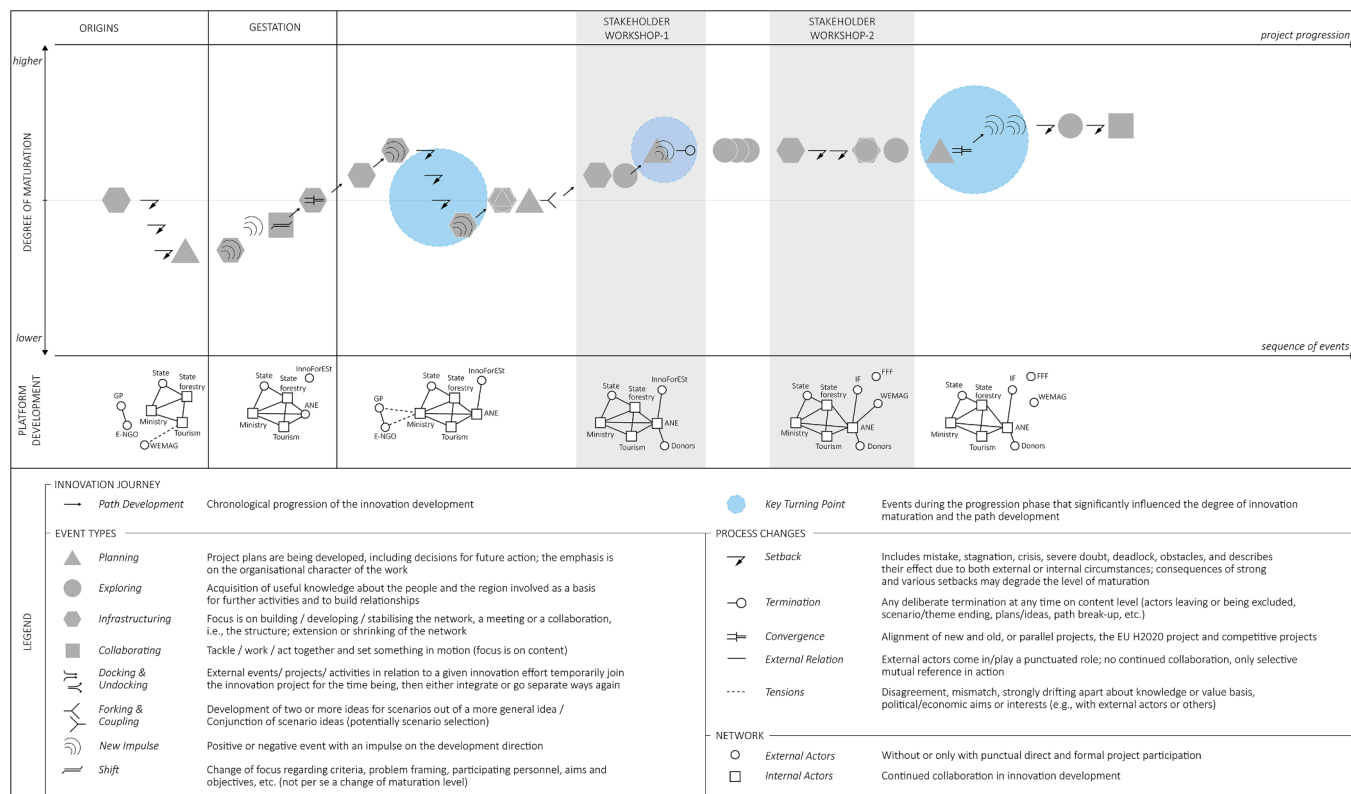 ORIGINS
GESTATION
STAKEHOLDER
WORKSHOP-1
STAKEHOLDER
WORKSHOP-2
project progression
higher
DEGREE OF MATURATION
lower
sequence of events
PLATFORM
DEVELOPMENT
State
State
forestry
GP
E-NGO
Ministry
Tourism
WEMAG
InnoForESt
State
State
forestry
Ministry
ANE
Tourism
InnoForESt
State
State
forestry
GP
ANE
E-NGO
Ministry
Tourism
InnoForESt
State
State
forestry
ANE
Ministry
Tourism
Donors
FFF
IF
State
State
forestry
WEMAG
ANE
Ministry
Tourism
Donors
FFF
IF
State
State
forestry
WEMAG
ANE
Ministry
Tourism
Donors
LEGEND
INNOVATION JOURNEY
Path Development Chronological progression of the innovation development
EVENT TYPES
Planning Project plans are being developed, including decisions for future action; the emphasis is
on the organisational character of the work
Exploring Acquisition of useful knowledge about the people and the region involved as a basis
for further activities and to build relationships
Infrastructuring Focus is on building / developing / stabilising the network, a meeting or a collaboration,
i.e., the structure; extension or shrinking of the network
Collaborating Tackle / work / act together and set something in motion (focus is on content)
Docking & External events/ projects/ activities in relation to a given innovation effort temporarily join
Undocking the innovation project for the time being, then either integrate or go separate ways again
Forking & Development of two or more ideas for scenarios out of a more general idea /
Coupling Conjunction of scenario ideas (potentially scenario selection)
New Impulse Positive or negative event with an impulse on the development direction
Shift Change of focus regarding criteria, problem framing, participating personnel, aims and
objectives, etc. (not per se a change of maturation level)
Key Turning Point Events during the progression phase that significantly influenced the degree of innovation
maturation and the path development
PROCESS CHANGES
Setback Includes mistake, stagnation, crisis, severe doubt, deadlock, obstacles, and describes
their effect due to both external or internal circumstances; consequences of strong
and various setbacks may degrade the level of maturation
Termination Any deliberate termination at any time on content level (actors leaving or being excluded,
scenario/theme ending, plans/ideas, path break-up, etc.)
Convergence Alignment of new and old, or parallel projects, the EU H2020 project and competitive projects
External Relation External actors come in/play a punctuated role; no continued collaboration, only selective
mutual reference in action
Tensions Disagreement, mismatch, strongly drifting apart about knowledge or value basis,
political/economic aims or interests (e.g., with external actors or others)
NETWORK
External Actors Without or only with punctual direct and formal project participation
Internal Actors Continued collaboration in innovation development